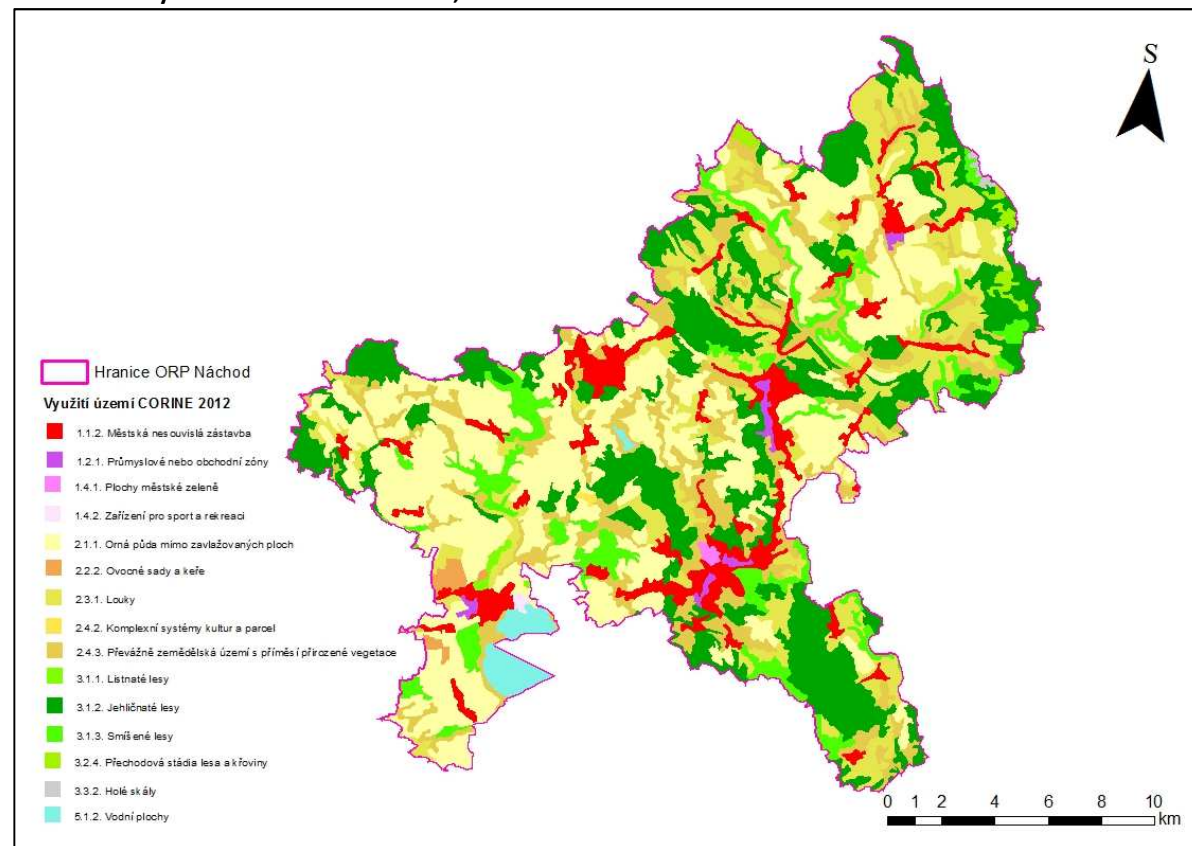 S
Hranice ORP Náchod
Využití území CORINE 2012
1.1.2. Městská nesouvislá zástavba
1.2.1. Průmyslové nebo obchodní zóny
1.4.1. Plochy městské zeleně
1.4.2. Zařízení pro sport a rekreaci
2.1.1. Orná půda mimo zavlažovaných ploch
2.2.2. Ovocné sady a keře
2.3.1. Louky
2.4.2. Komplexní systémy kultur a parcel
2.4.3. Převážně zemědělská území s příměsí přirozené vegetace
3.1.1. Listnaté lesy
3.1.2. Jehličnaté lesy
3.1.3. Smíšené lesy
3.2.4. Přechodová stádia lesa a křoviny
3.3.2. Holé skály
5.1.2. Vodní plochy
0 1 2 4 6 8 10
km